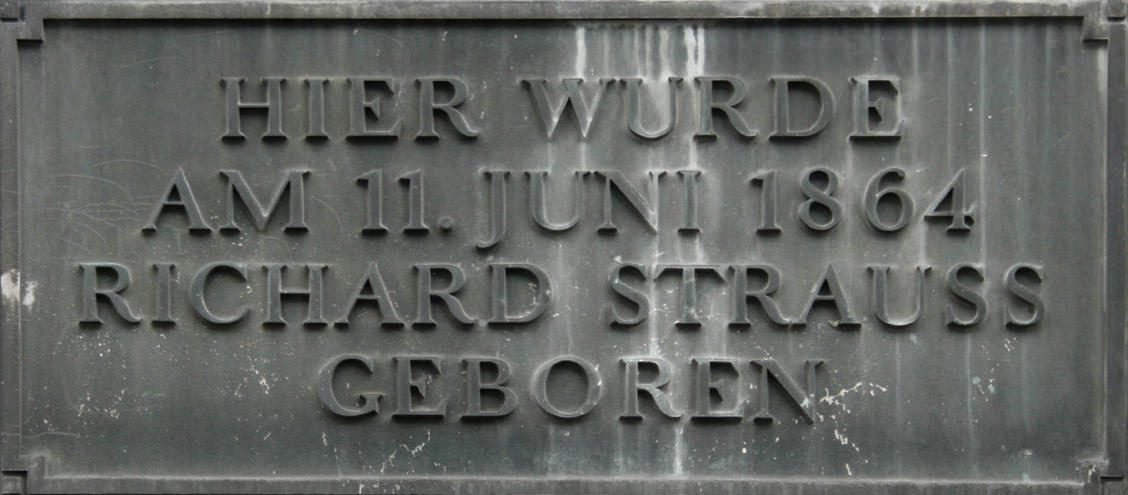 HIER WURDE
AM 11. JUNI 1864
RICHARD STRAUSS
GEBOREN